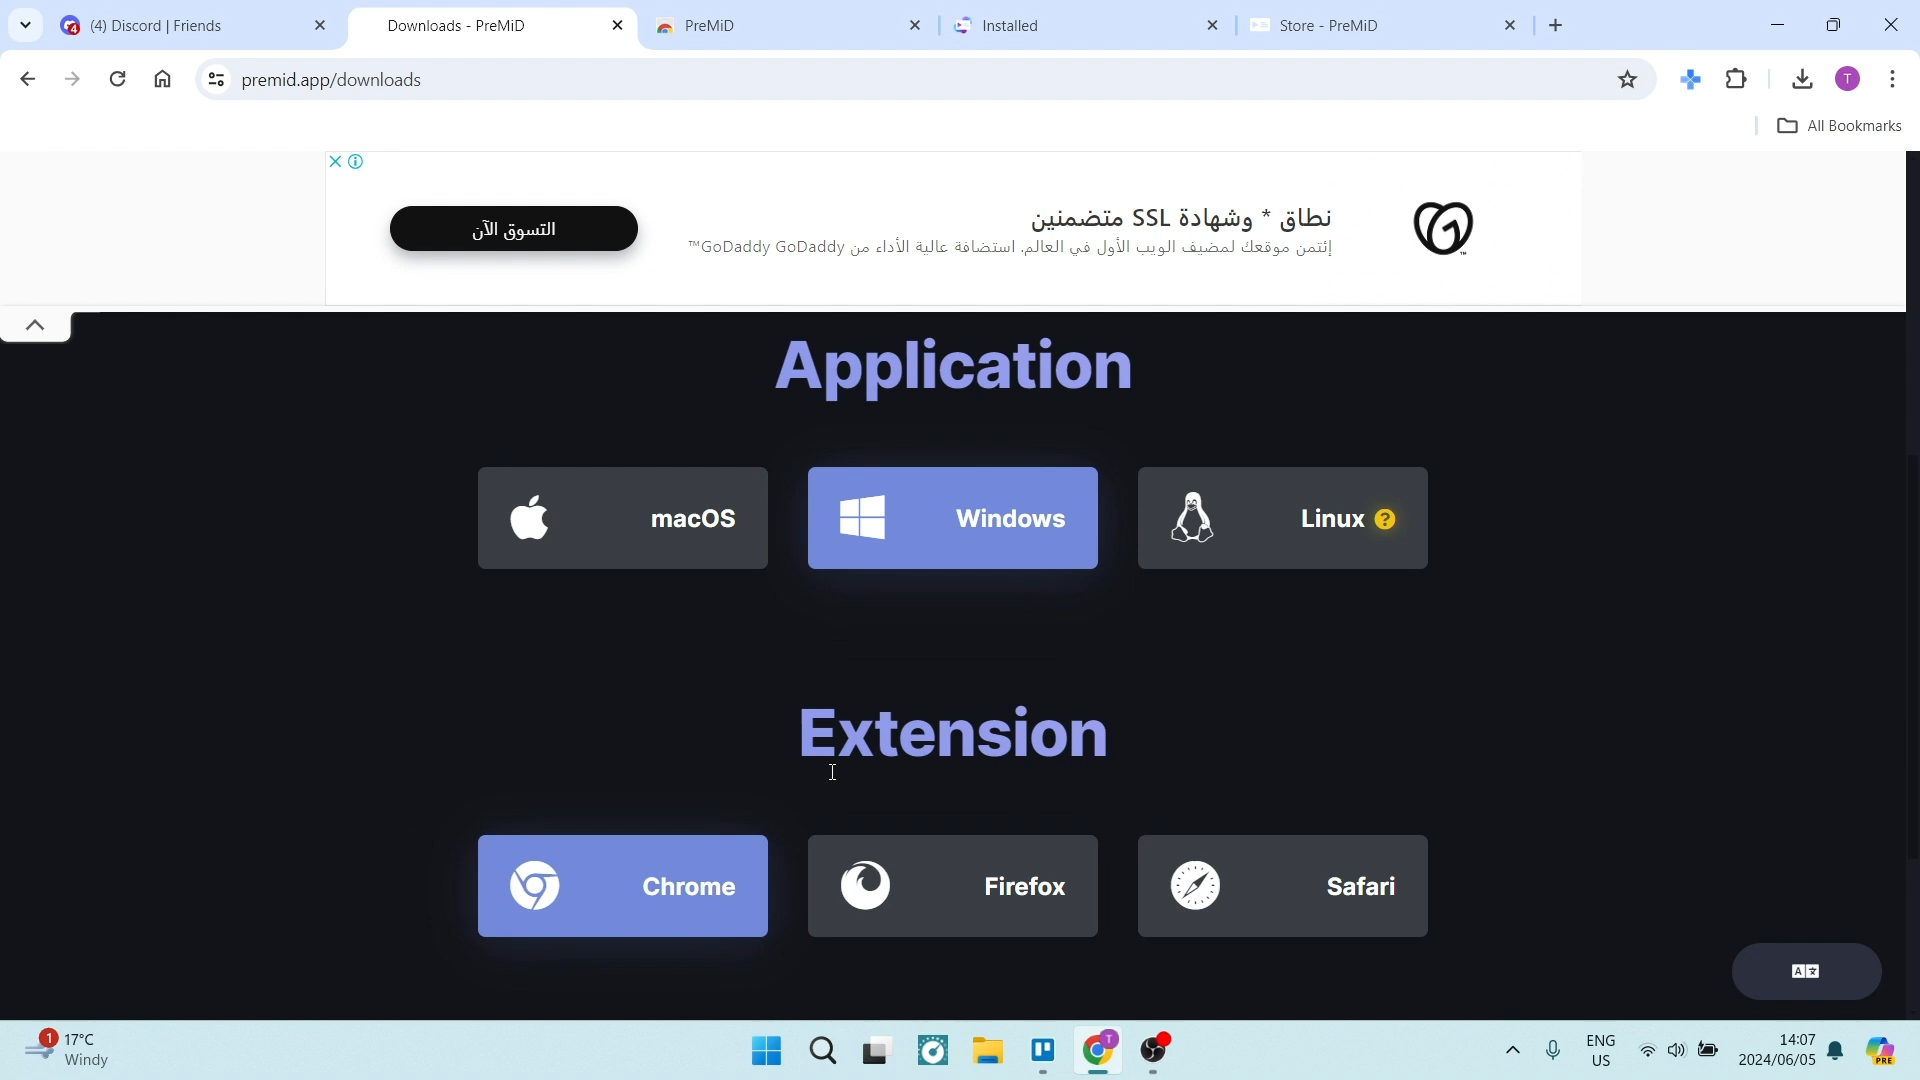 (4) Discord | Friends
Downloads - PreMiD
PreMiD
Installed
Store - PreMiD
premid.app/downloads
T
All Bookmarks
نطاق * وشهادة SSL متضمنين
إئتمن موقعك لمضيف الويب الأول في العالم. استضافة عالية الأداء من GoDaddy GoDaddy™
التسوق الآن
Application
macOS
Windows
Linux ?
Extension
Chrome
Firefox
Safari
1
17°C
Windy
T
ENG
US
14:07
2024/06/05
PRE